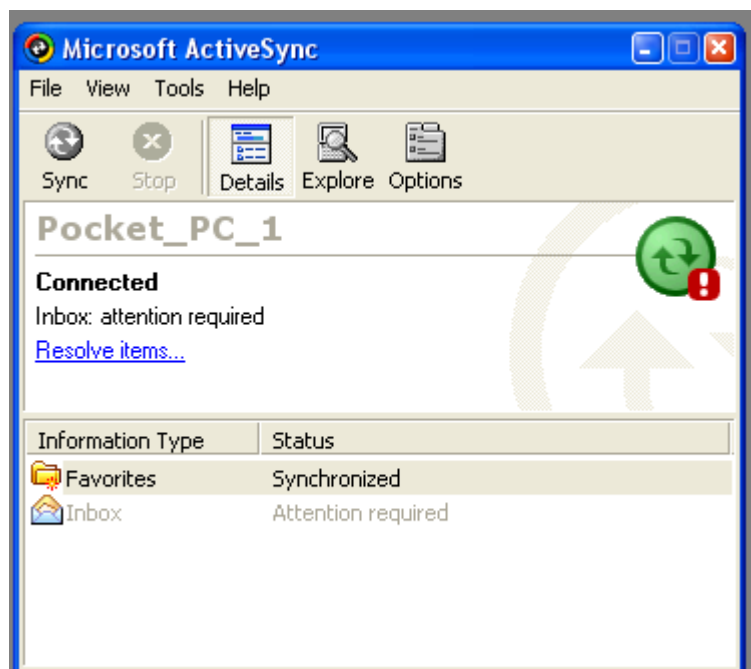 Microsoft ActiveSync
File View Tools Help
Sync Stop Details Explore Options
Pocket_PC_1
Connected
Inbox: attention required
Resolve items...
Information Type Status
Favorites Synchronized
Inbox Attention required